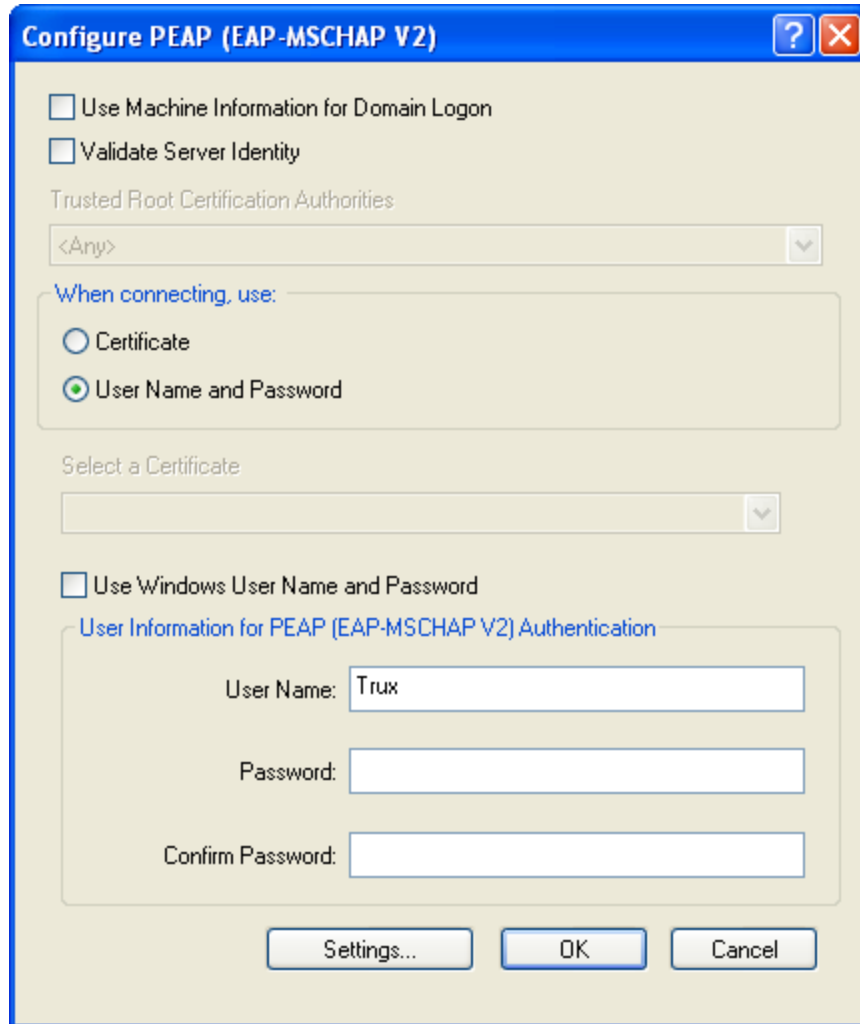 Configure PEAP (EAP-MSCHAP V2)
Use Machine Information for Domain Logon
Validate Server Identity
Trusted Root Certification Authorities
<Any>
When connecting, use:
Certificate
User Name and Password
Select a Certificate
Use Windows User Name and Password
User Information for PEAP (EAP-MSCHAP V2) Authentication
User Name: Trux
Password:
Confirm Password:
Settings... OK Cancel